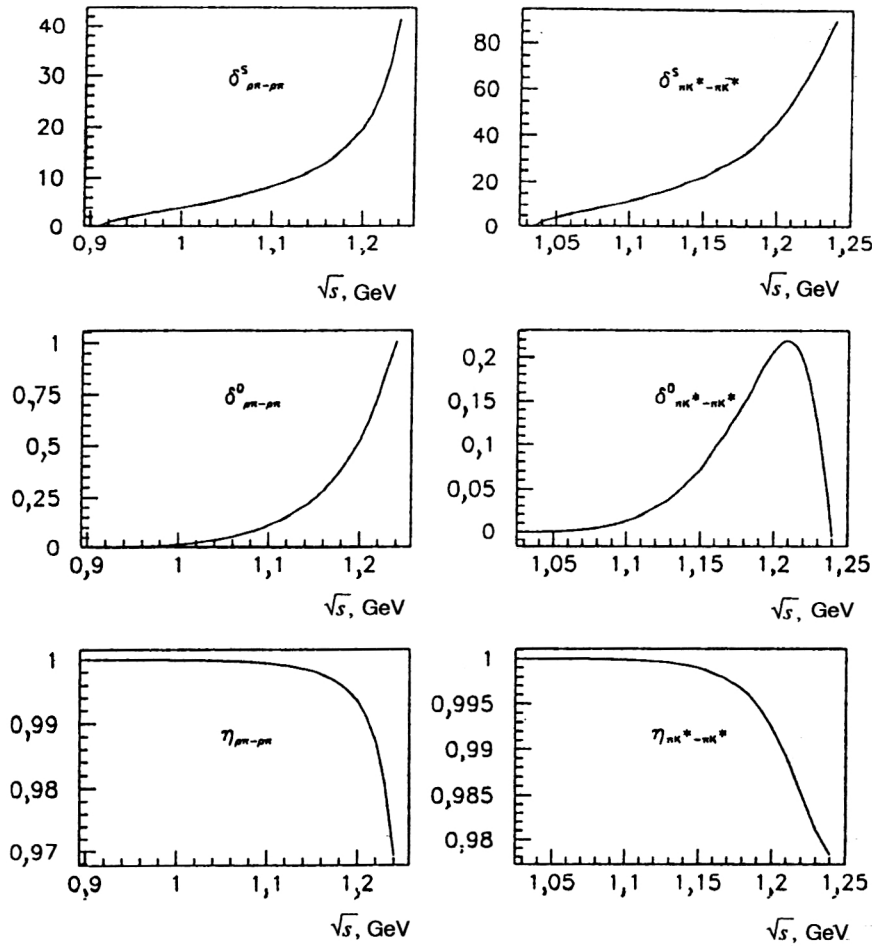 40
30
20
10
0
δ^S_ρπ-ρπ
0,9 1 1,1 1,2
√s, GeV
80
60
40
20
0
δ^S_πK*-πK*
1,05 1,1 1,15 1,2 1,25
√s, GeV
1
0,75
0,5
0,25
0
δ^D_ρπ-ρπ
0,9 1 1,1 1,2
√s, GeV
0,2
0,15
0,1
0,05
0
δ^D_πK*-πK*
1,05 1,1 1,15 1,2 1,25
√s, GeV
1
0,99
0,98
0,97
η_ρπ-ρπ
0,9 1 1,1 1,2
√s, GeV
1
0,995
0,99
0,985
0,98
η_πK*-πK*
1,05 1,1 1,15 1,2 1,25
√s, GeV